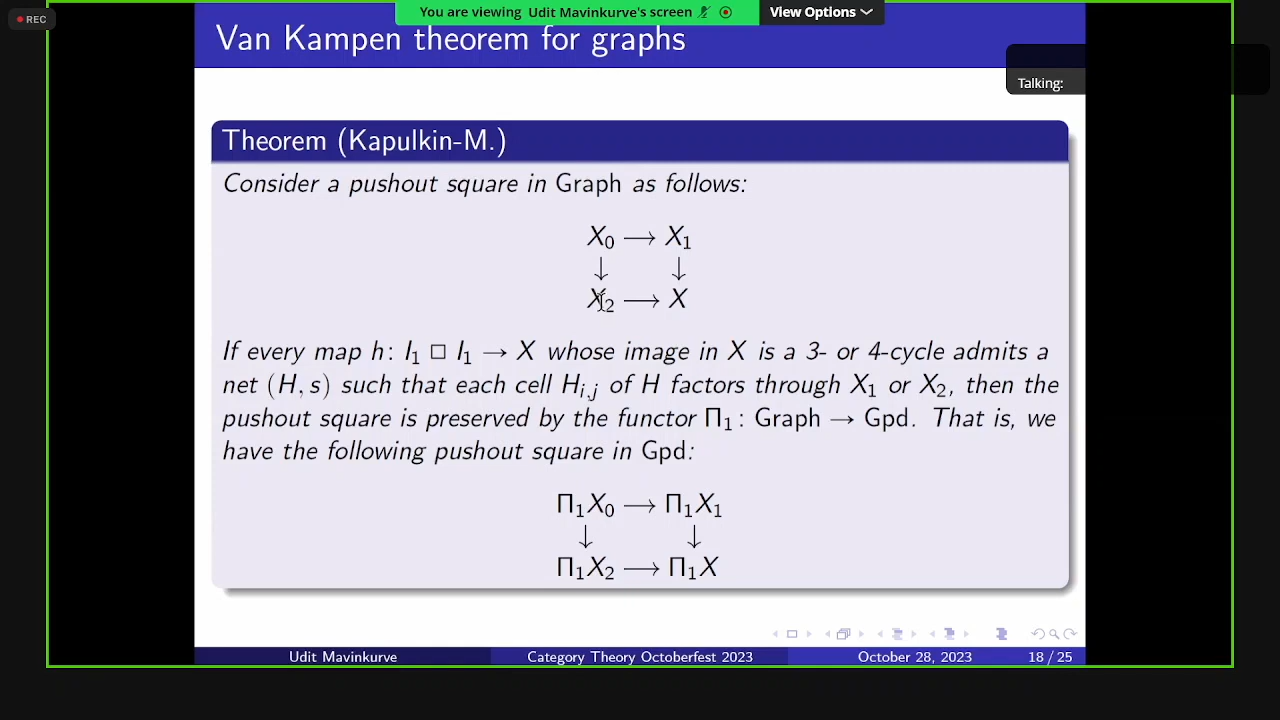 REC
You are viewing Udit Mavinkurve's screen
View Options
Van Kampen theorem for graphs
Talking:
Theorem (Kapulkin-M.)
Consider a pushout square in Graph as follows:
X₀ ⟶ X₁
↓ ↓
X₂ ⟶ X
If every map h: I₁ □ I₁ → X whose image in X is a 3- or 4-cycle admits a
net (H, s) such that each cell Hᵢ,ⱼ of H factors through X₁ or X₂, then the
pushout square is preserved by the functor Π₁: Graph → Gpd. That is, we
have the following pushout square in Gpd:
Π₁X₀ ⟶ Π₁X₁
↓ ↓
Π₁X₂ ⟶ Π₁X
Udit Mavinkurve Category Theory Octoberfest 2023 October 28, 2023 18 / 25